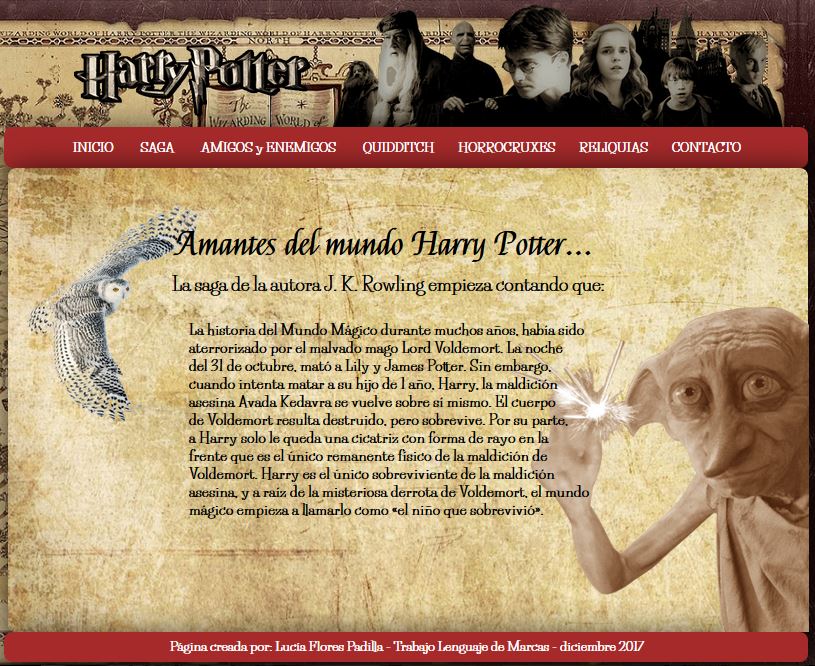 NORTH
Harry Potter
The
WIZARDING WORLD OF
INICIO SAGA AMIGOS y ENEMIGOS QUIDDITCH HORROCRUXES RELIQUIAS CONTACTO
Amantes del mundo Harry Potter...
La saga de la autora J. K. Rowling empieza contando que:
La historia del Mundo Mágico durante muchos años, había sido
aterrorizado por el malvado mago Lord Voldemort. La noche
del 31 de octubre, mató a Lily y James Potter. Sin embargo,
cuando intenta matar a su hijo de 1 año, Harry, la maldición
asesina Avada Kedavra se vuelve sobre sí mismo. El cuerpo
de Voldemort resulta destruido, pero sobrevive. Por su parte,
a Harry solo le queda una cicatriz con forma de rayo en la
frente que es el único remanente físico de la maldición de
Voldemort. Harry es el único sobreviviente de la maldición
asesina, y a raíz de la misteriosa derrota de Voldemort, el mundo
mágico empieza a llamarlo como «el niño que sobrevivió».
Página creada por: Lucía Flores Padilla - Trabajo Lenguaje de Marcas - diciembre 2017